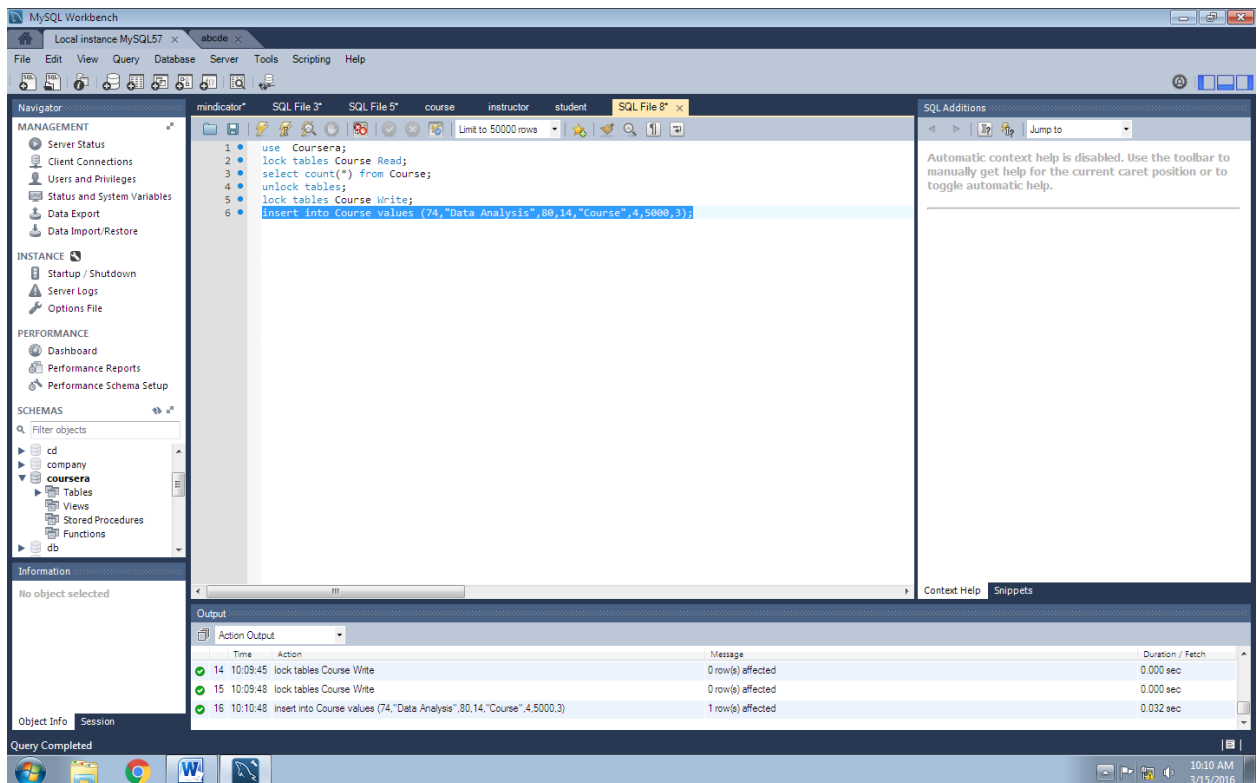 MySQL Workbench
Local instance MySQL57 × abcde ×
File Edit View Query Database Server Tools Scripting Help
Navigator
MANAGEMENT
Server Status
Client Connections
Users and Privileges
Status and System Variables
Data Export
Data Import/Restore
INSTANCE
Startup / Shutdown
Server Logs
Options File
PERFORMANCE
Dashboard
Performance Reports
Performance Schema Setup
SCHEMAS
Filter objects
cd
company
coursera
Tables
Views
Stored Procedures
Functions
db
Information
No object selected
Object Info Session
mindicator* SQL File 3* SQL File 5* course instructor student SQL File 8* ×
Limit to 50000 rows
1 use Coursera;
2 lock tables Course Read;
3 select count(*) from Course;
4 unlock tables;
5 lock tables Course Write;
6 insert into Course values (74,"Data Analysis",80,14,"Course",4,5000,3);
SQL Additions
Jump to
Automatic context help is disabled. Use the toolbar to
manually get help for the current caret position or to
toggle automatic help.
Context Help Snippets
Output
Action Output
Time Action Message Duration / Fetch
14 10:09:45 lock tables Course Write 0 row(s) affected 0.000 sec
15 10:09:48 lock tables Course Write 0 row(s) affected 0.000 sec
16 10:10:48 insert into Course values (74,"Data Analysis",80,14,"Course",4,5000,3) 1 row(s) affected 0.032 sec
Query Completed
10:10 AM
3/15/2016